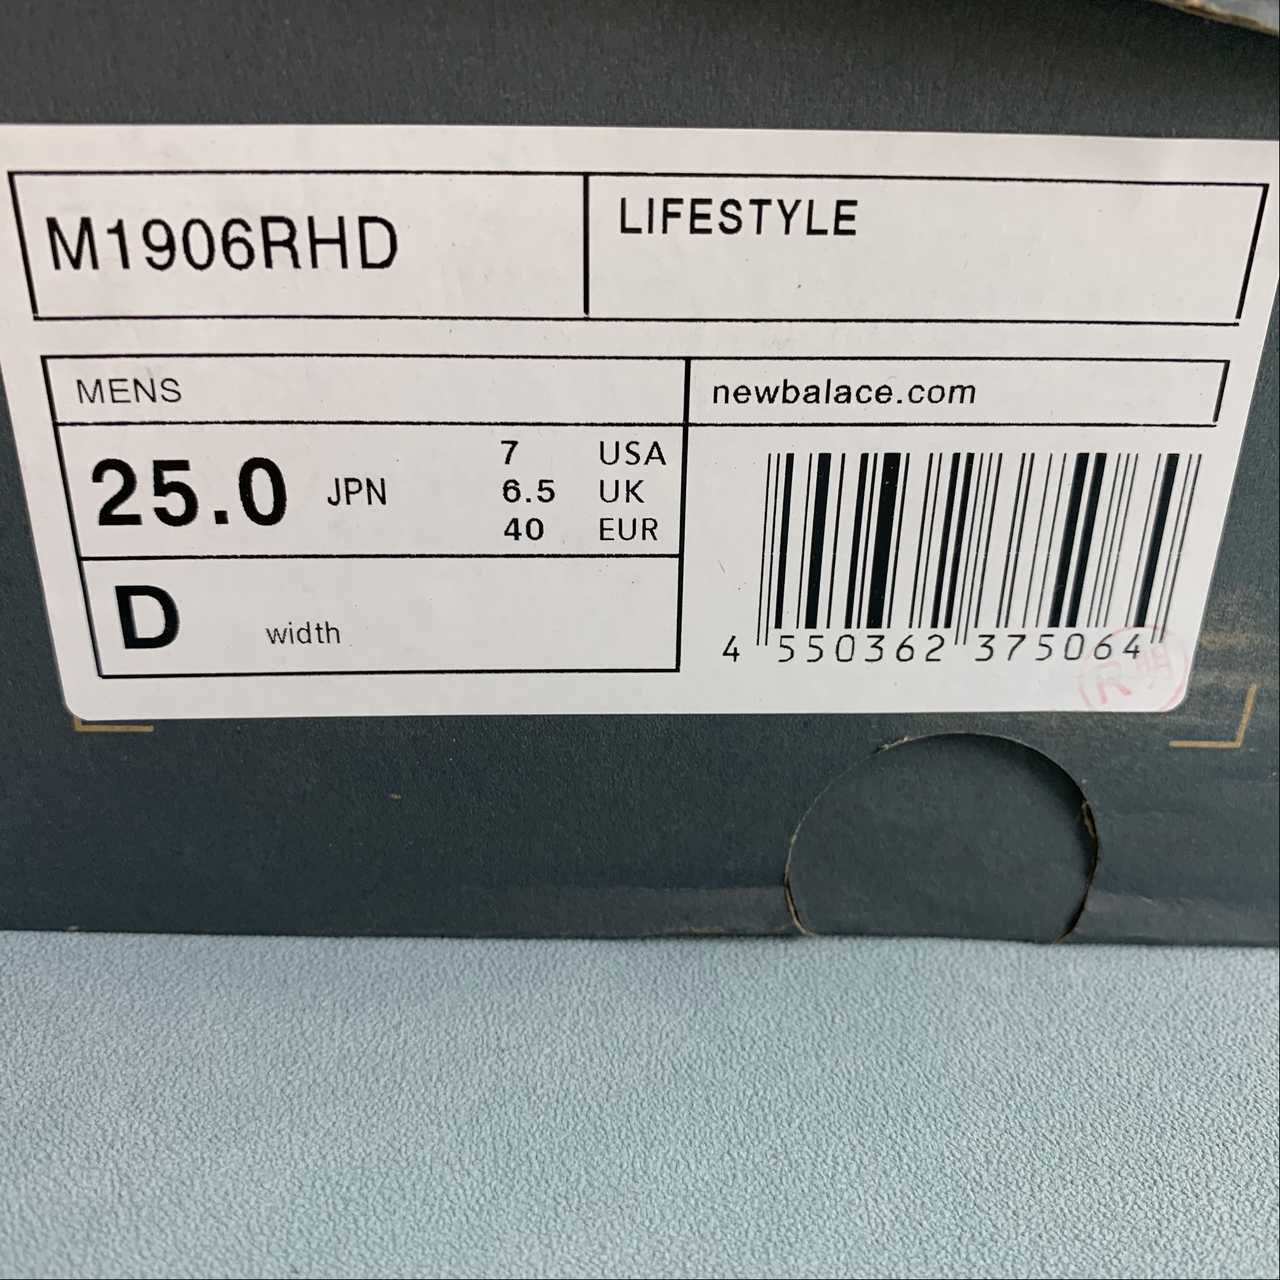 M1906RHD
LIFESTYLE
MENS
newbalace.com
25.0 JPN
7 USA
6.5 UK
40 EUR
D width
4 550362 375064
R 明